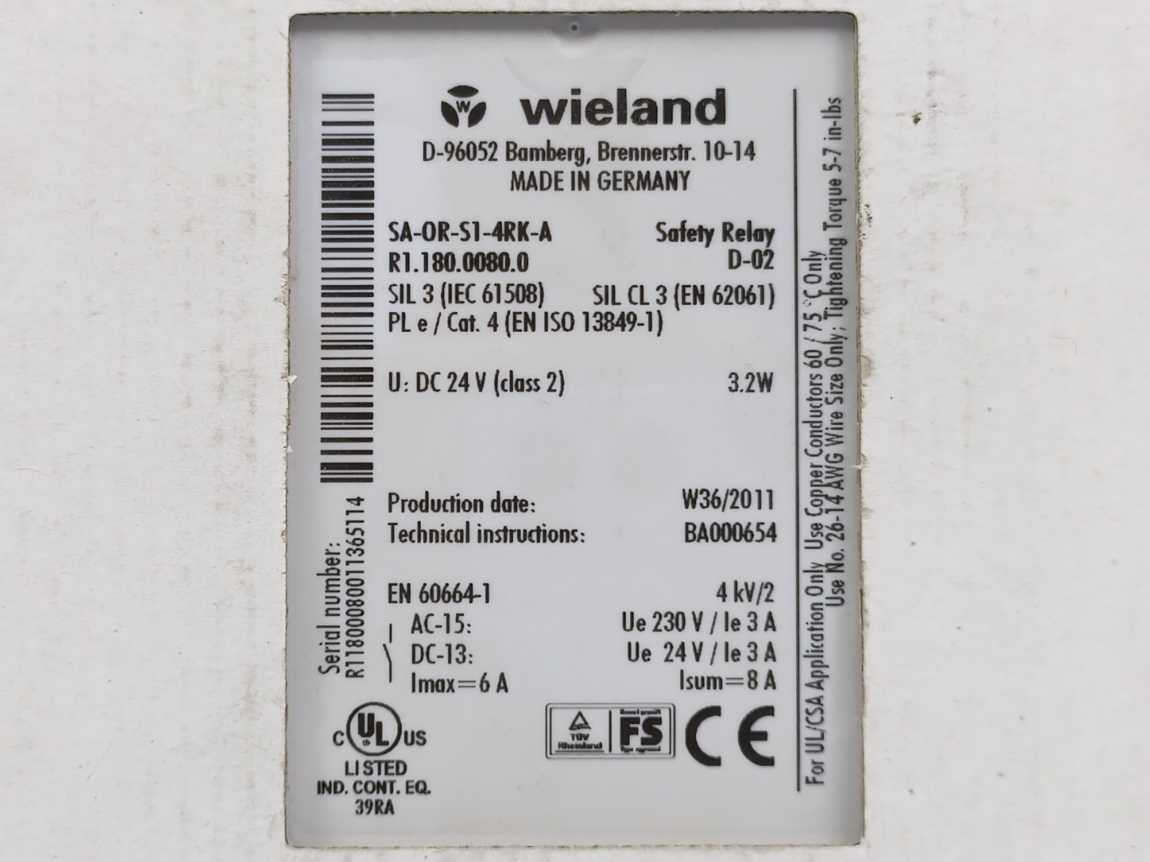 wieland
D-96052 Bamberg, Brennerstr. 10-14
MADE IN GERMANY
SA-OR-S1-4RK-A Safety Relay
R1.180.0080.0 D-02
SIL 3 (IEC 61508) SIL CL 3 (EN 62061)
PL e / Cat. 4 (EN ISO 13849-1)
U: DC 24 V (class 2) 3.2W
Production date: W36/2011
Technical instructions: BA000654
EN 60664-1 4 kV/2
AC-15: Ue 230 V / Ie 3 A
DC-13: Ue 24 V / Ie 3 A
Imax=6 A Isum=8 A
Serial number:
R11800080011365114
C UL US
LISTED
IND. CONT. EQ.
39RA
TÜV
Rheinland
FS
CE
For UL/CSA Application Only Use Copper Conductors 60 / 75 °C Only
Use No. 26-14 AWG Wire Size Only; Tightening Torque 5-7 in-lbs